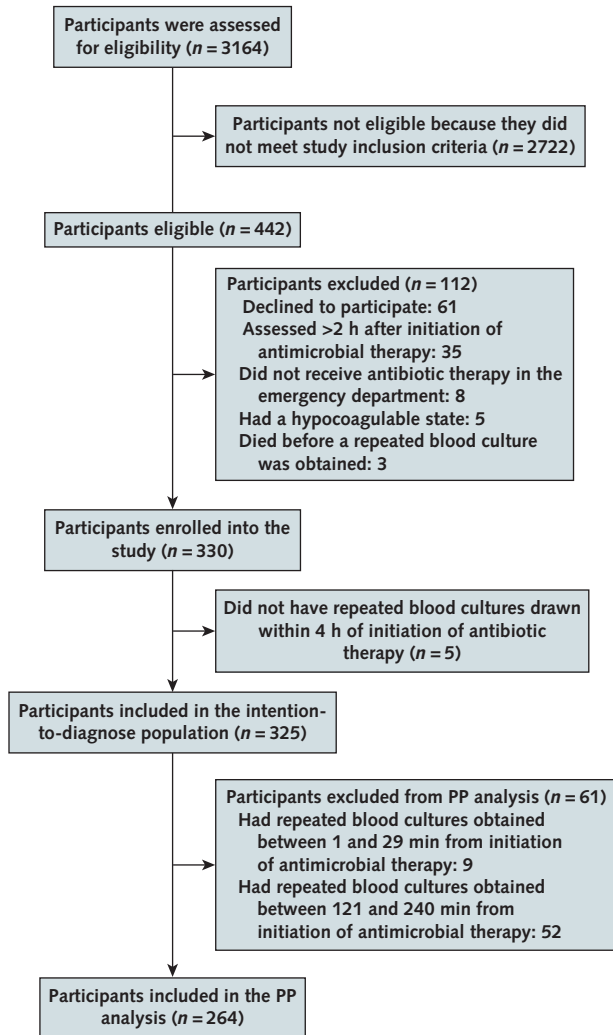 Participants were assessed
for eligibility (n = 3164)
Participants not eligible because they did
not meet study inclusion criteria (n = 2722)
Participants eligible (n = 442)
Participants excluded (n = 112)
Declined to participate: 61
Assessed >2 h after initiation of
antimicrobial therapy: 35
Did not receive antibiotic therapy in the
emergency department: 8
Had a hypocoagulable state: 5
Died before a repeated blood culture
was obtained: 3
Participants enrolled into the
study (n = 330)
Did not have repeated blood cultures drawn
within 4 h of initiation of antibiotic
therapy (n = 5)
Participants included in the intention-
to-diagnose population (n = 325)
Participants excluded from PP analysis (n = 61)
Had repeated blood cultures obtained
between 1 and 29 min from initiation
of antimicrobial therapy: 9
Had repeated blood cultures obtained
between 121 and 240 min from
initiation of antimicrobial therapy: 52
Participants included in the PP
analysis (n = 264)